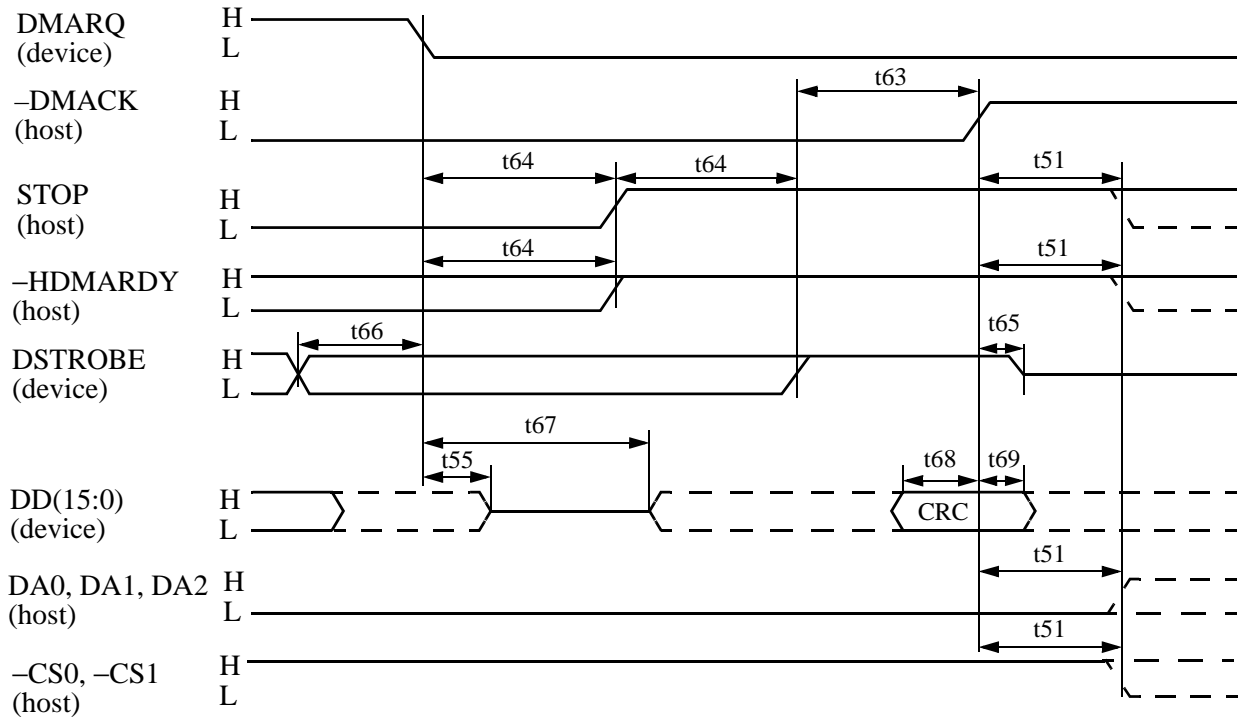 DMARQ H
(device) L
–DMACK H t63
(host) L
t64 t64 t51
STOP H
(host) L
t64 t51
–HDMARDY H
(host) L
t66 t65
DSTROBE H
(device) L
t67
t55 t68 t69
DD(15:0) H CRC
(device) L
t51
DA0, DA1, DA2 H
(host) L
t51
–CS0, –CS1 H
(host) L